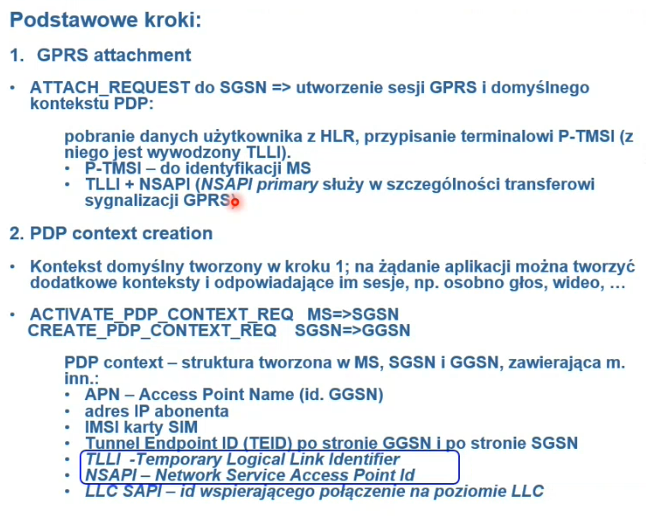 Podstawowe kroki:
1. GPRS attachment
• ATTACH_REQUEST do SGSN => utworzenie sesji GPRS i domyślnego
kontekstu PDP:
pobranie danych użytkownika z HLR, przypisanie terminalowi P-TMSI (z
niego jest wywodzony TLLI).
• P-TMSI – do identyfikacji MS
• TLLI + NSAPI (NSAPI primary służy w szczególności transferowi
sygnalizacji GPRS)
2. PDP context creation
• Kontekst domyślny tworzony w kroku 1; na żądanie aplikacji można tworzyć
dodatkowe konteksty i odpowiadające im sesje, np. osobno głos, wideo, …
• ACTIVATE_PDP_CONTEXT_REQ MS=>SGSN
CREATE_PDP_CONTEXT_REQ SGSN=>GGSN
PDP context – struktura tworzona w MS, SGSN i GGSN, zawierająca m.
inn.:
• APN – Access Point Name (id. GGSN)
• adres IP abonenta
• IMSI karty SIM
• Tunnel Endpoint ID (TEID) po stronie GGSN i po stronie SGSN
• TLLI -Temporary Logical Link Identifier
• NSAPI – Network Service Access Point Id
• LLC SAPI – id wspierającego połączenie na poziomie LLC